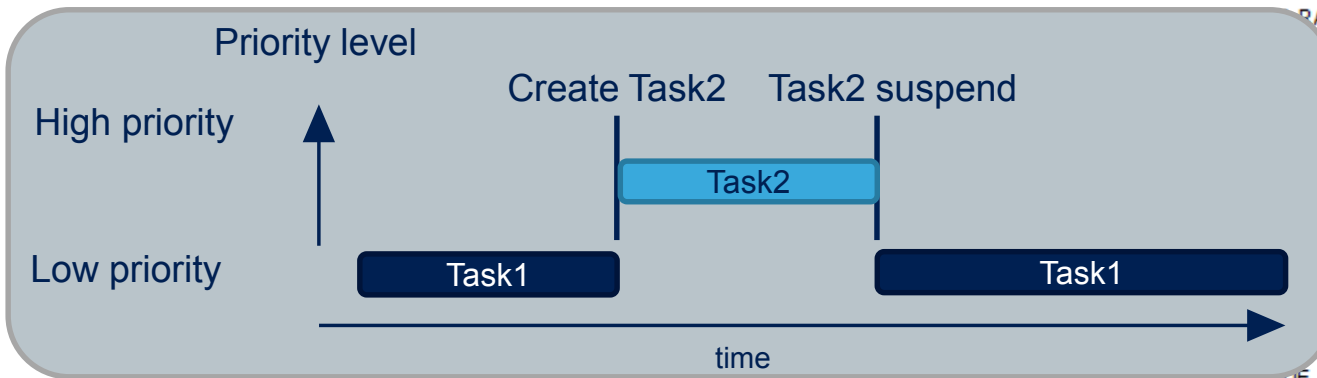 Priority level
Create Task2 Task2 suspend
High priority
Task2
Low priority
Task1 Task1
time